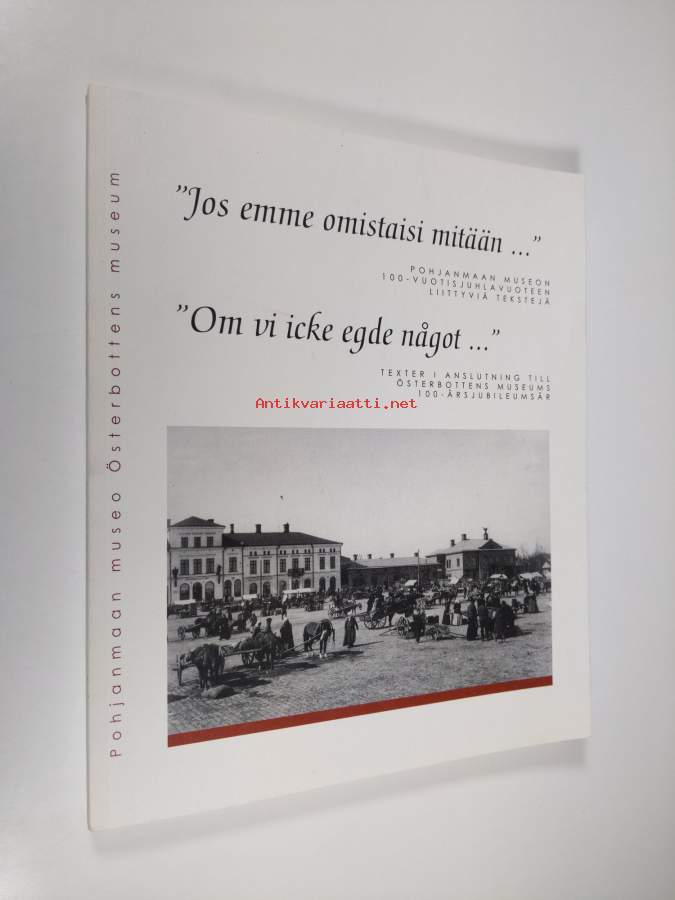 Pohjanmaan museo Österbottens museum
"Jos emme omistaisi mitään ..."
POHJANMAAN MUSEON
100-VUOTISJUHLAVUOTEEN
LIITTYVIÄ TEKSTEJÄ
"Om vi icke egde något ..."
TEXTER I ANSLUTNING TILL
ÖSTERBOTTENS MUSEUMS
100-ÅRSJUBILEUMSÅR
Antikvariaatti.net